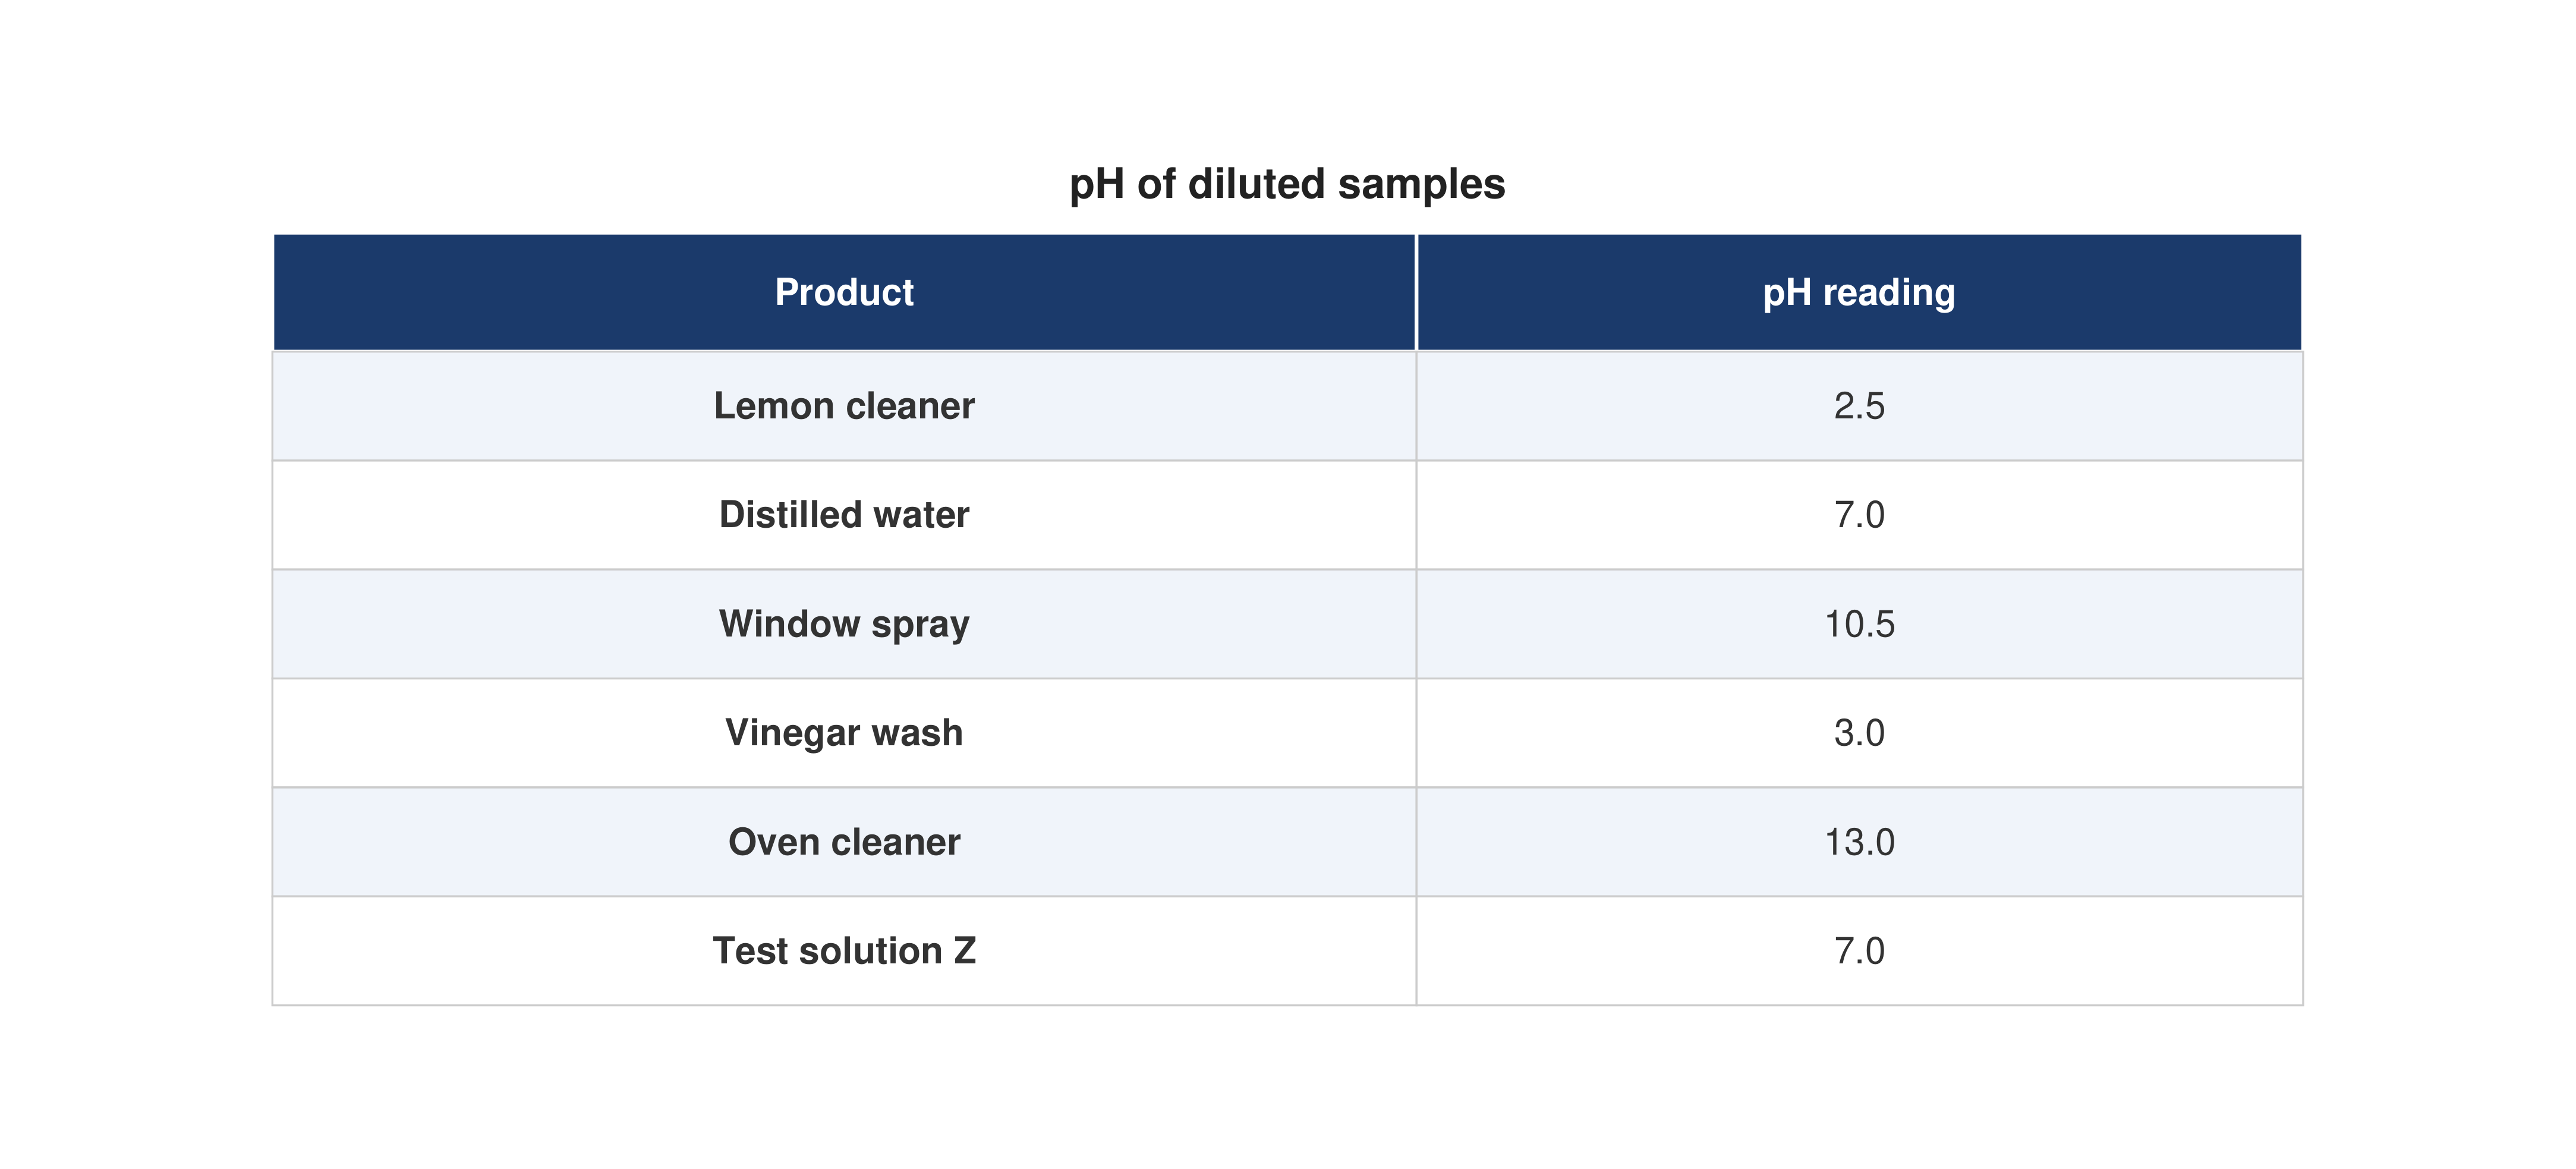 pH of diluted samples
Product pH reading
Lemon cleaner 2.5
Distilled water 7.0
Window spray 10.5
Vinegar wash 3.0
Oven cleaner 13.0
Test solution Z 7.0